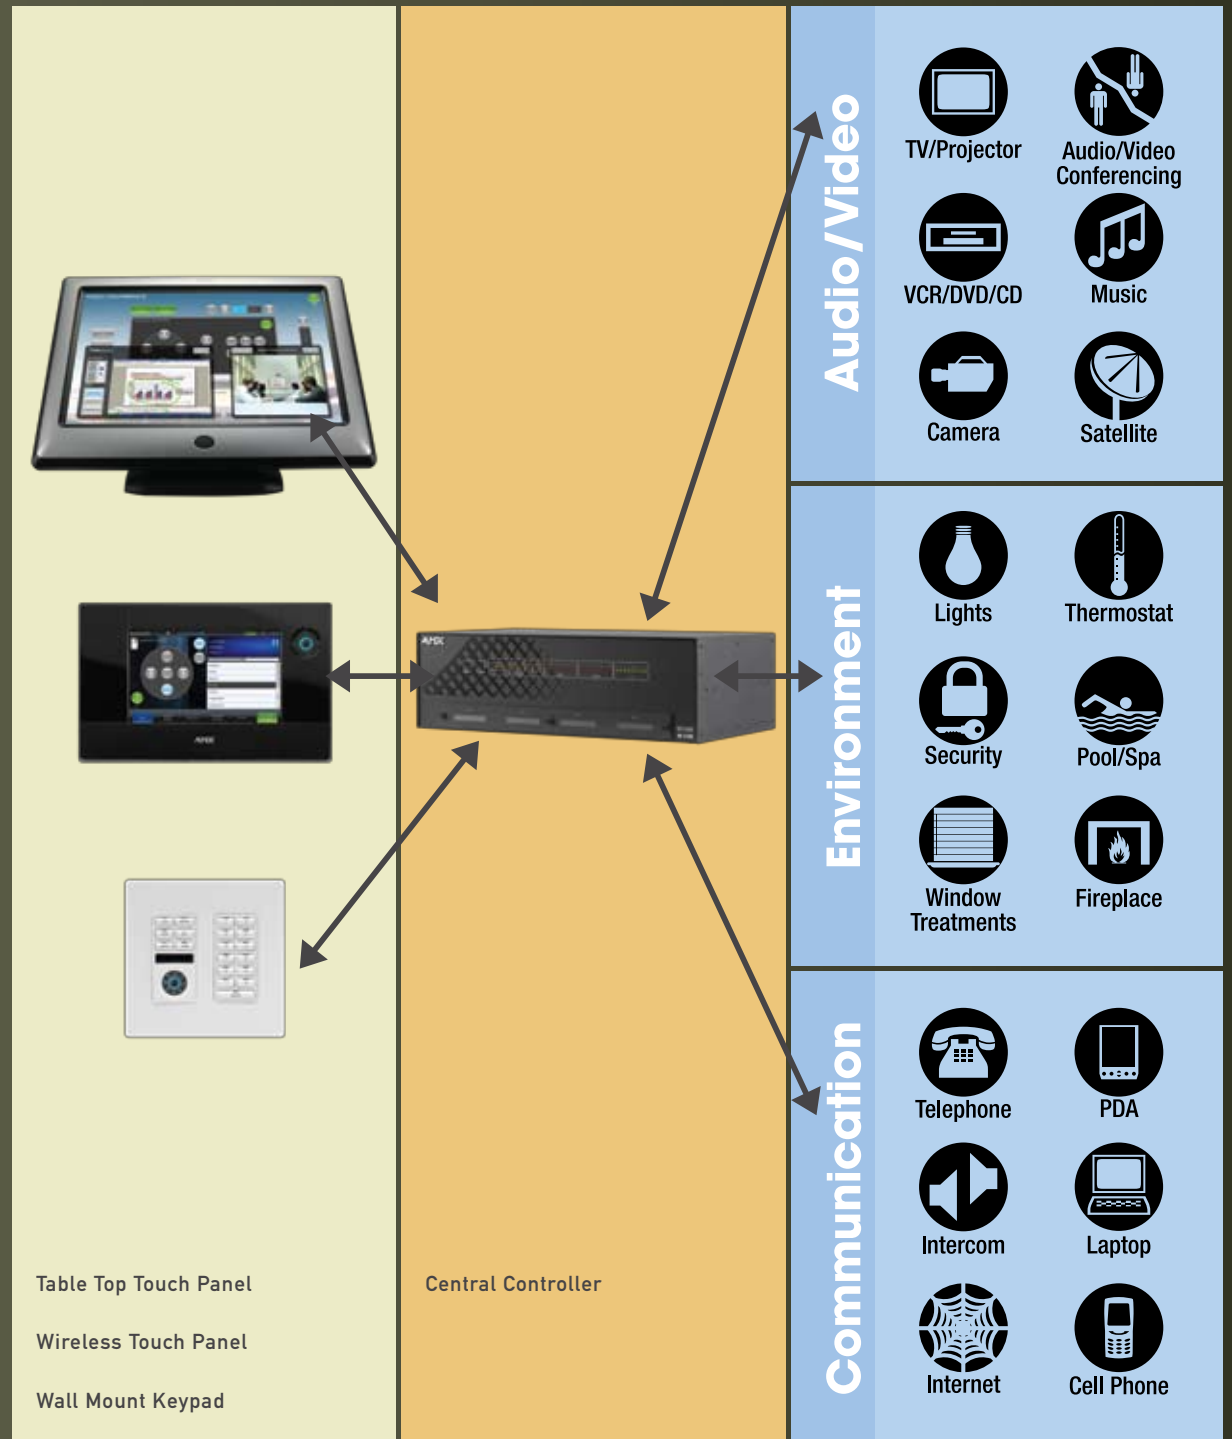 Table Top Touch Panel
Wireless Touch Panel
Wall Mount Keypad
AMX
AMX
Central Controller
Audio/Video
TV/Projector
Audio/Video
Conferencing
VCR/DVD/CD
Music
Camera
Satellite
Environment
Lights
Thermostat
Security
Pool/Spa
Window
Treatments
Fireplace
Communication
Telephone
PDA
Intercom
Laptop
Internet
Cell Phone